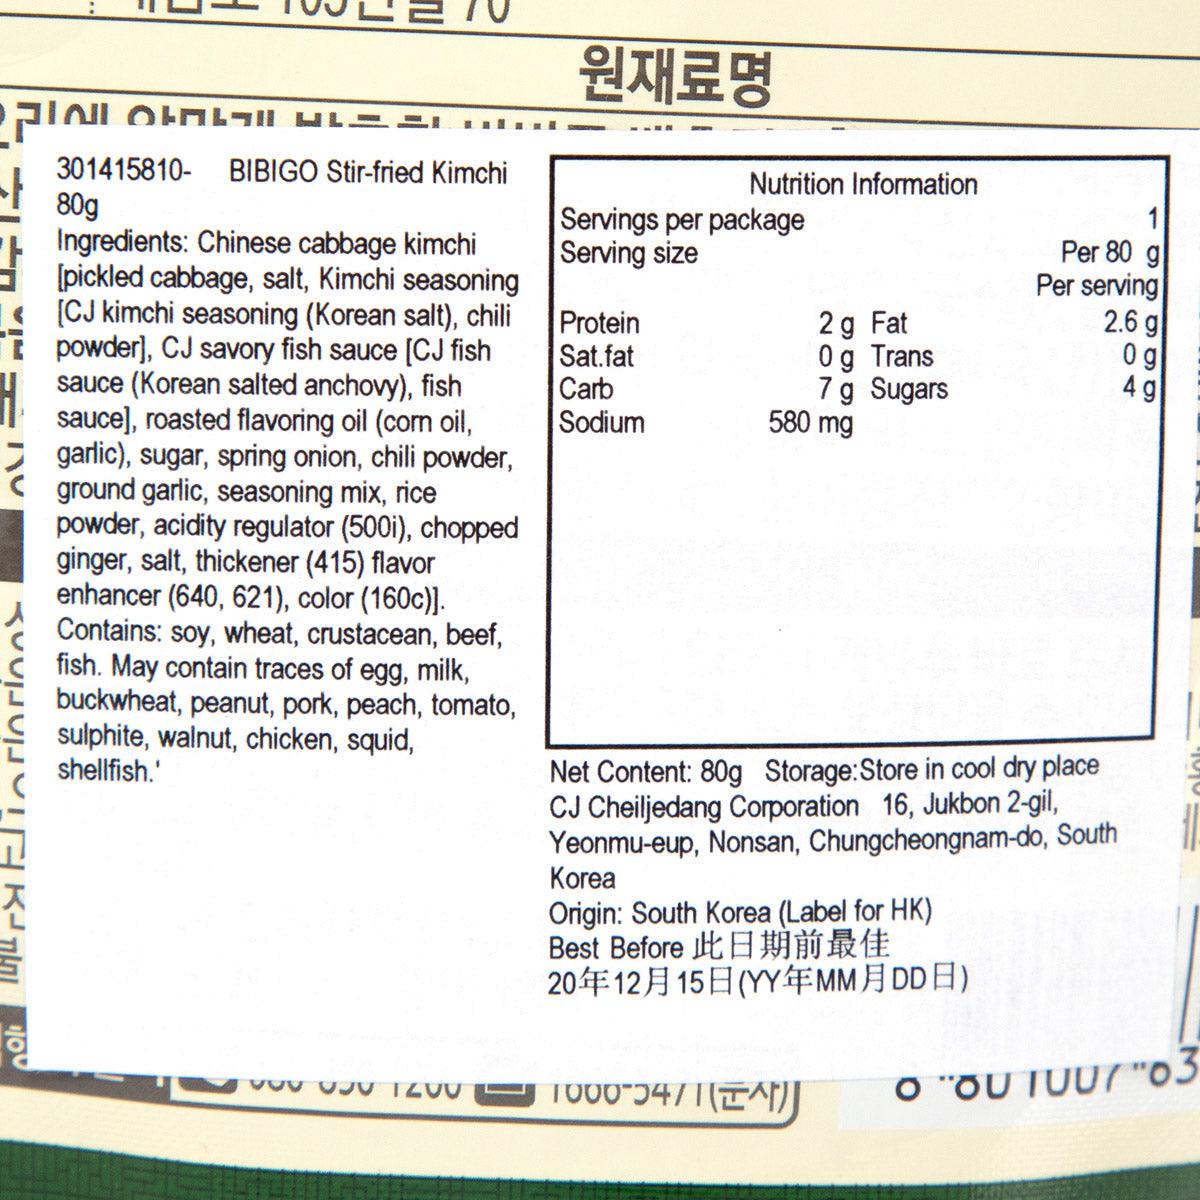 원재료명
301415810- BIBIGO Stir-fried Kimchi
80g
Ingredients: Chinese cabbage kimchi
[pickled cabbage, salt, Kimchi seasoning
[CJ kimchi seasoning (Korean salt), chili
powder], CJ savory fish sauce [CJ fish
sauce (Korean salted anchovy), fish
sauce], roasted flavoring oil (corn oil,
garlic), sugar, spring onion, chili powder,
ground garlic, seasoning mix, rice
powder, acidity regulator (500i), chopped
ginger, salt, thickener (415) flavor
enhancer (640, 621), color (160c)].
Contains: soy, wheat, crustacean, beef,
fish. May contain traces of egg, milk,
buckwheat, peanut, pork, peach, tomato,
sulphite, walnut, chicken, squid,
shellfish.'
Nutrition Information
Servings per package 1
Serving size Per 80 g
Per serving
Protein 2 g Fat 2.6 g
Sat.fat 0 g Trans 0 g
Carb 7 g Sugars 4 g
Sodium 580 mg
Net Content: 80g Storage:Store in cool dry place
CJ Cheiljedang Corporation 16, Jukbon 2-gil,
Yeonmu-eup, Nonsan, Chungcheongnam-do, South
Korea
Origin: South Korea (Label for HK)
Best Before 此日期前最佳
20年12月15日(YY年MM月DD日)